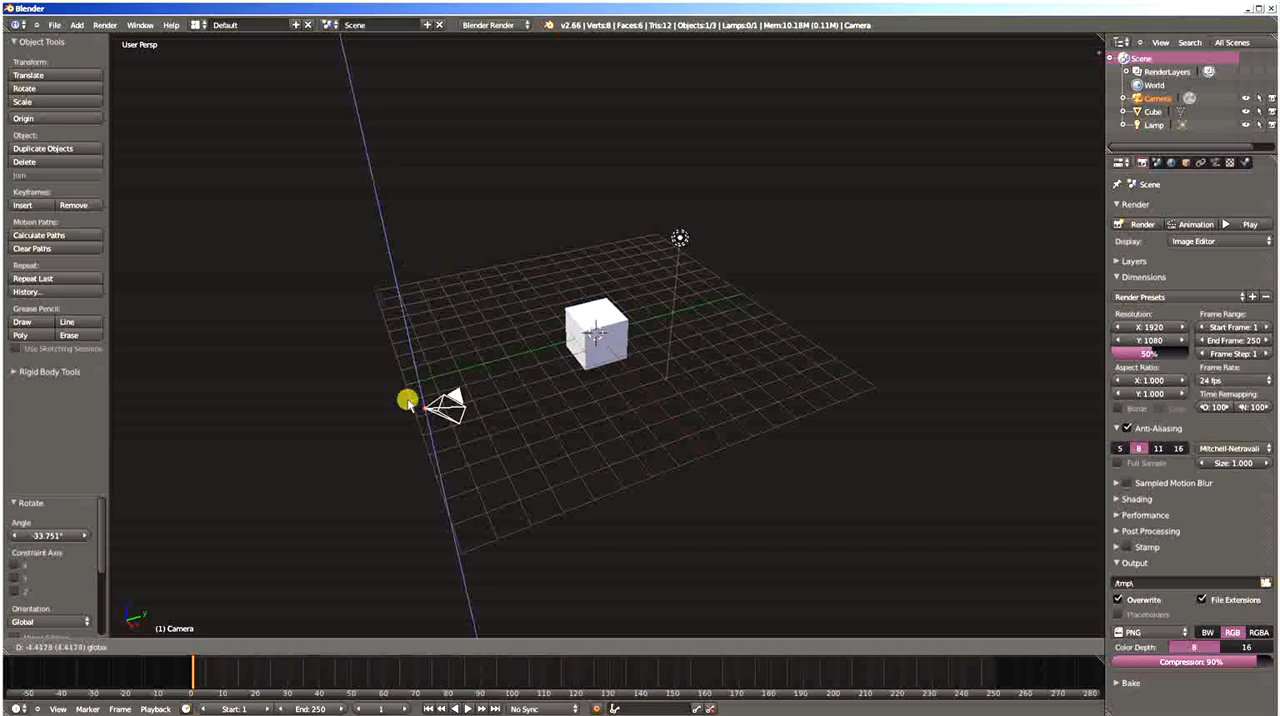 Blender
File Add Render Window Help Default Scene Blender Render v2.66 | Verts:8 | Faces:6 | Tris:12 | Objects:1/3 | Lamps:0/1 | Mem:10.18M (0.11M) | Camera
Object Tools
Transform:
Translate
Rotate
Scale
Origin
Object:
Duplicate Objects
Delete
Join
Keyframes:
Insert Remove
Motion Paths:
Calculate Paths
Clear Paths
Repeat:
Repeat Last
History...
Grease Pencil:
Draw Line
Poly Erase
Use Sketching Sessions
Rigid Body Tools
Rotate
Angle
-33.751°
Constraint Axis
X
Y
Z
Orientation:
Global
User Persp
(1) Camera
D: -4.4178 (4.4178) global
View Search All Scenes
Scene
RenderLayers
World
Camera
Cube
Lamp
Scene
Render
Render Animation Play
Display: Image Editor
Layers
Dimensions
Render Presets
Resolution: Frame Range:
X: 1920 Start Frame: 1
Y: 1080 End Frame: 250
50% Frame Step: 1
Aspect Ratio: Frame Rate:
X: 1.000 24 fps
Y: 1.000 Time Remapping:
Borde O: 100 N: 100
Anti-Aliasing
5 8 11 16 Mitchell-Netravali
Full Sample Size: 1.000
Sampled Motion Blur
Shading
Performance
Post Processing
Stamp
Output
/tmp\
Overwrite File Extensions
Placeholders
PNG BW RGB RGBA
Color Depth: 8 16
Compression: 90%
Bake
-50 -40 -30 -20 -10 0 10 20 30 40 50 60 70 80 90 100 110 120 130 140 150 160 170 180 190 200 210 220 230 240 250 260 270 280
View Marker Frame Playback Start: 1 End: 250 1 No Sync